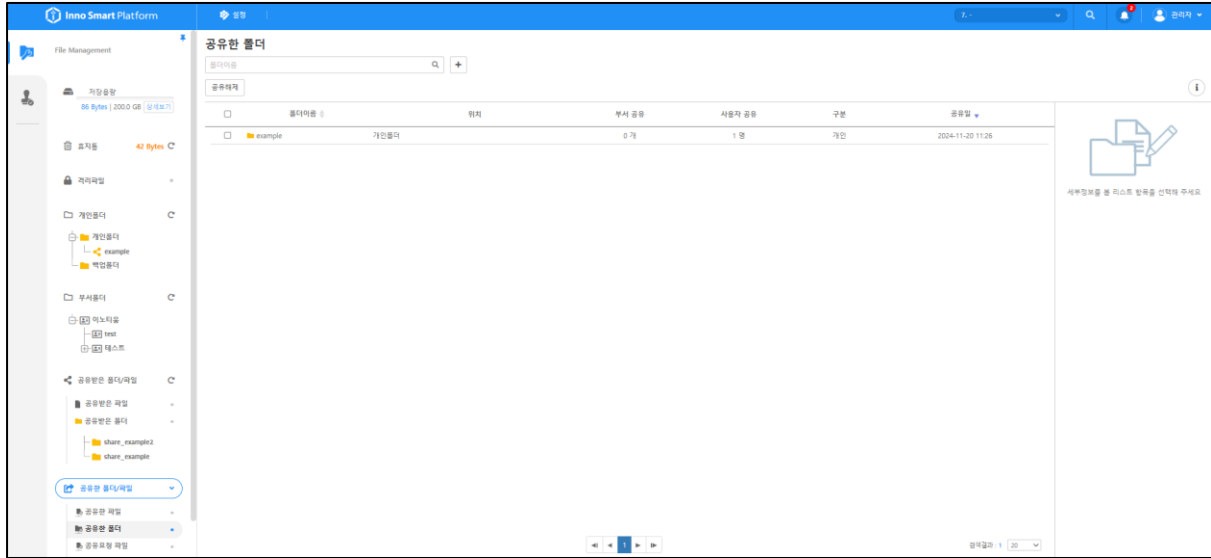 Inno Smart Platform
설정
7. -
2
관리자
File Management
저장용량
86 Bytes | 200.0 GB 상세보기
휴지통 42 Bytes
격리파일
개인폴더
개인폴더
example
백업폴더
부서폴더
이노티움
test
테스트
공유받은 폴더/파일
공유받은 파일
공유받은 폴더
share_example2
share_example
공유한 폴더/파일
공유한 파일
공유한 폴더
공유요청 파일
공유한 폴더
폴더이름
공유해제
폴더이름 위치 부서 공유 사용자 공유 구분 공유일
example 개인폴더 0 개 1 명 개인 2024-11-20 11:26
세부정보를 볼 리스트 항목을 선택해 주세요
1
검색결과 : 1 20